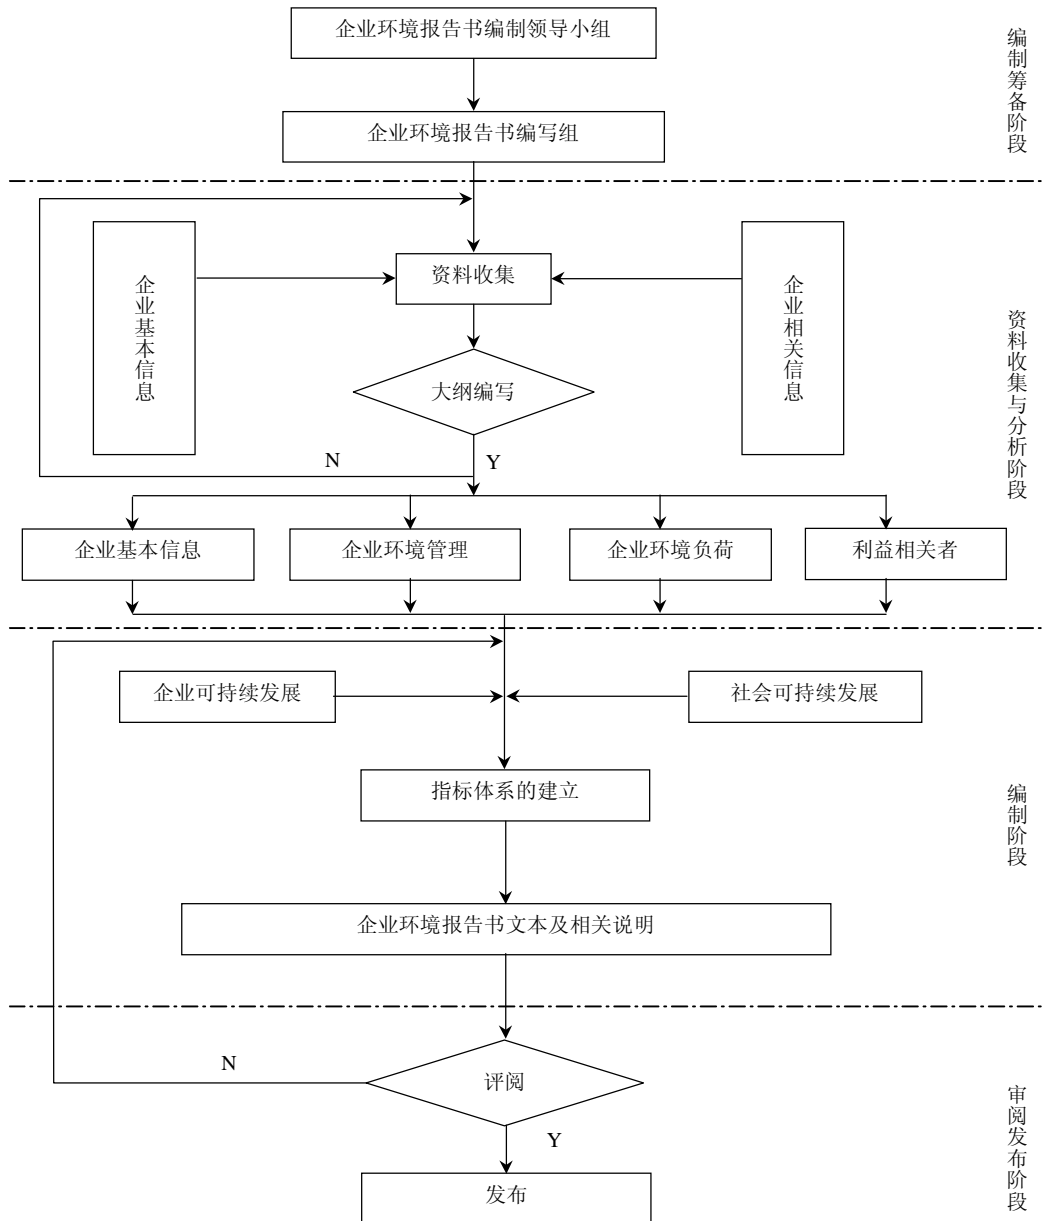 企业环境报告书编制领导小组
编制筹备阶段
企业环境报告书编写组
企业基本信息
资料收集
企业相关信息
资料收集与分析阶段
大纲编写
N
Y
企业基本信息
企业环境管理
企业环境负荷
利益相关者
企业可持续发展
社会可持续发展
指标体系的建立
编制阶段
企业环境报告书文本及相关说明
N
评阅
Y
审阅发布阶段
发布